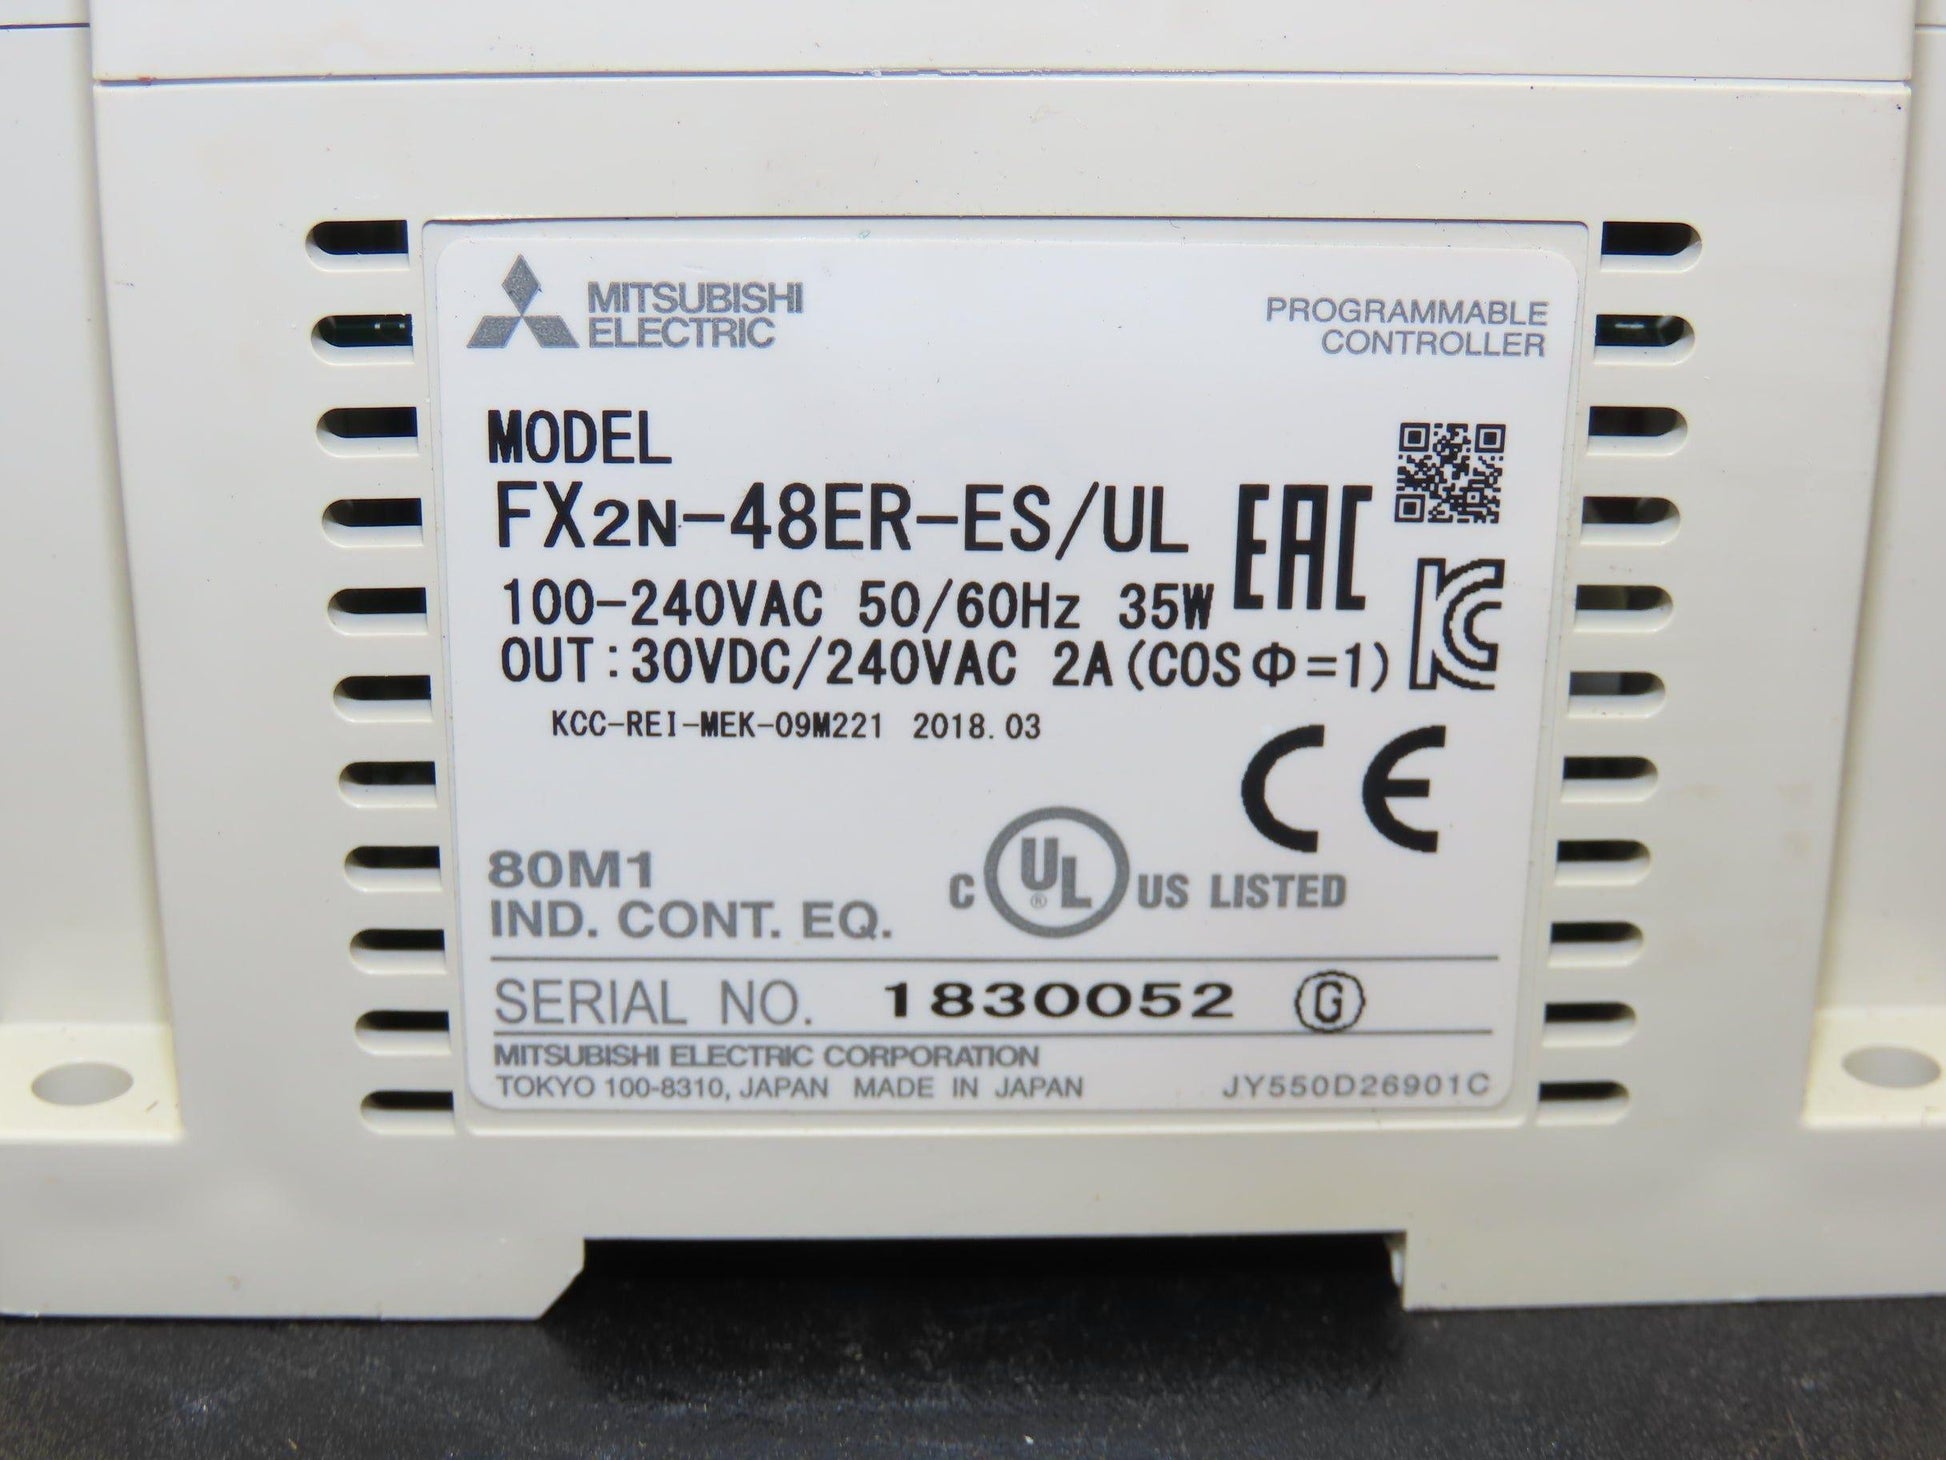 MITSUBISHI
ELECTRIC
PROGRAMMABLE
CONTROLLER
MODEL
FX2N-48ER-ES/UL
EAC
100-240VAC 50/60Hz 35W
OUT:30VDC/240VAC 2A(COSΦ=1)
KC
KCC-REI-MEK-09M221 2018.03
CE
80M1
IND. CONT. EQ.
C UL® US LISTED
SERIAL NO. 1830052 G
MITSUBISHI ELECTRIC CORPORATION
TOKYO 100-8310, JAPAN MADE IN JAPAN JY550D26901C